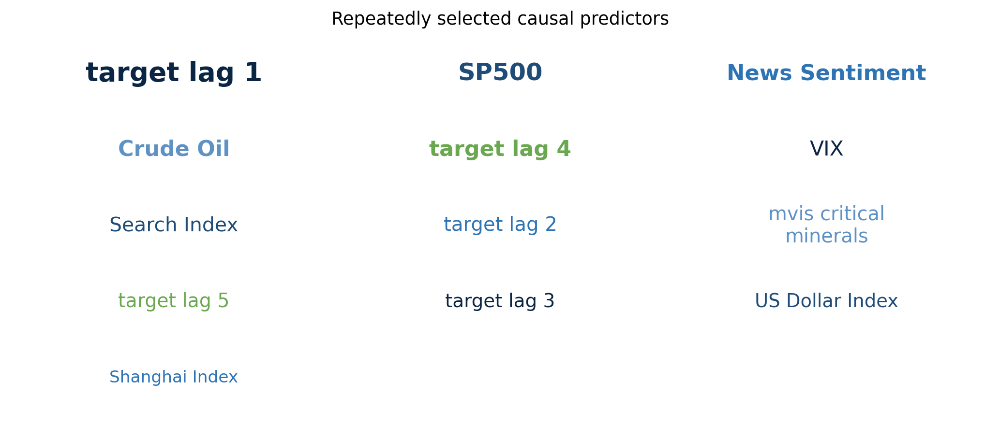 Repeatedly selected causal predictors
target lag 1
SP500
News Sentiment
Crude Oil
target lag 4
VIX
Search Index
target lag 2
mvis critical
minerals
target lag 5
target lag 3
US Dollar Index
Shanghai Index